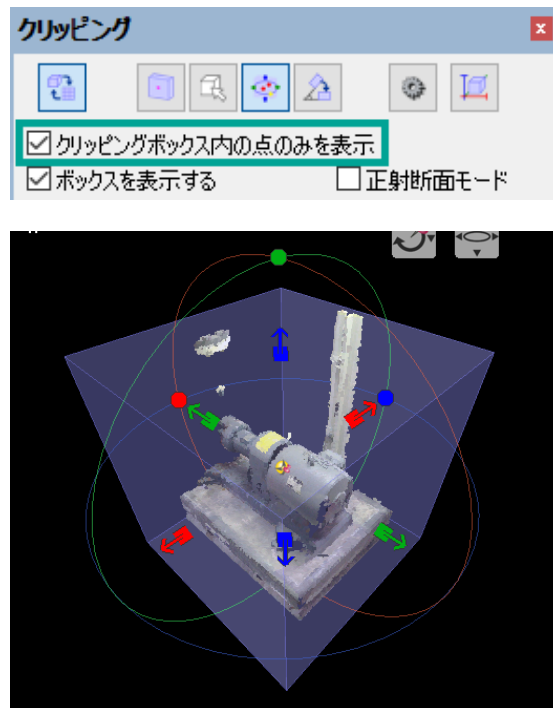 クリッピング
クリッピングボックス内の点のみを表示
ボックスを表示する
正射断面モード